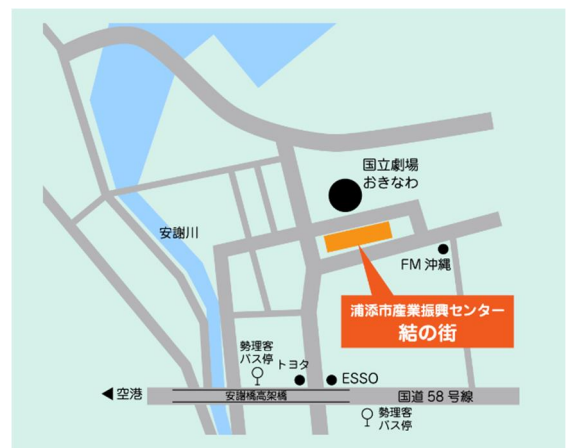 国立劇場
おきなわ
安謝川
FM 沖縄
浦添市産業振興センター
結の街
勢理客
バス停
トヨタ
ESSO
◀空港
安謝橋高架橋
国道 58 号線
勢理客
バス停